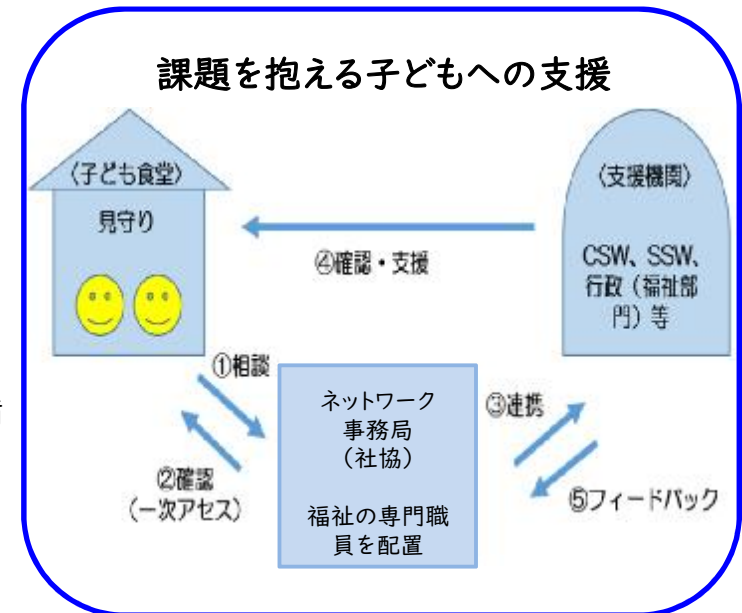 課題を抱える子どもへの支援
〈子ども食堂〉
見守り
〈支援機関〉
CSW、SSW、
行政（福祉部
門）等
④確認・支援
①相談
②確認
（一次アセス）
ネットワーク
事務局
（社協）
福祉の専門職
員を配置
③連携
⑤フィードバック